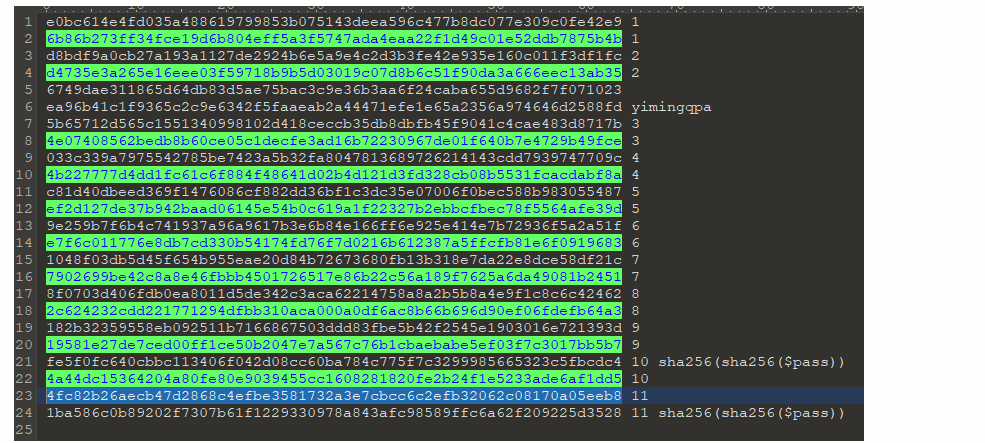 1 e0bc614e4fd035a488619799853b075143deea596c477b8dc077e309c0fe42e9 1
2 6b86b273ff34fce19d6b804eff5a3f5747ada4eaa22f1d49c01e52ddb7875b4b 1
3 d8bdf9a0cb27a193a1127de2924b6e5a9e4c2d3b3fe42e935e160c011f3df1fc 2
4 d4735e3a265e16eee03f59718b9b5d03019c07d8b6c51f90da3a666eec13ab35 2
5 6749dae311865d64db83d5ae75bac3c9e36b3aa6f24caba655d9682f7f071023
6 ea96b41c1f9365c2c9e6342f5faaeab2a44471efe1e65a2356a974646d2588fd yimingqpa
7 5b65712d565c1551340998102d418ceccb35db8dbfb45f9041c4cae483d8717b 3
8 4e07408562bedb8b60ce05c1decfe3ad16b72230967de01f640b7e4729b49fce 3
9 033c339a7975542785be7423a5b32fa8047813689726214143cdd7939747709c 4
10 4b227777d4dd1fc61c6f884f48641d02b4d121d3fd328cb08b5531fcacdabf8a 4
11 c81d40dbeed369f1476086cf882dd36bf1c3dc35e07006f0bec588b983055487 5
12 ef2d127de37b942baad06145e54b0c619a1f22327b2ebbcfbec78f5564afe39d 5
13 9e259b7f6b4c741937a96a9617b3e6b84e166ff6e925e414e7b72936f5a2a51f 6
14 e7f6c011776e8db7cd330b54174fd76f7d0216b612387a5ffcfb81e6f0919683 6
15 1048f03db5d45f654b955eae20d84b72673680fb13b318e7da22e8dce58df21c 7
16 7902699be42c8a8e46fbbb4501726517e86b22c56a189f7625a6da49081b2451 7
17 8f0703d406fdb0ea8011d5de342c3aca62214758a8a2b5b8a4e9f1c8c6c42462 8
18 2c624232cdd221771294dfbb310aca000a0df6ac8b66b696d90ef06fdefb64a3 8
19 182b32359558eb092511b7166867503ddd83fbe5b42f2545e1903016e721393d 9
20 19581e27de7ced00ff1ce50b2047e7a567c76b1cbaebabe5ef03f7c3017bb5b7 9
21 fe5f0fc640cbbc113406f042d08cc60ba784c775f7c3299985665323c5fbcdc4 10 sha256(sha256($pass))
22 4a44dc15364204a80fe80e9039455cc1608281820fe2b24f1e5233ade6af1dd5 10
23 4fc82b26aecb47d2868c4efbe3581732a3e7cbcc6c2efb32062c08170a05eeb8 11
24 1ba586c0b89202f7307b61f1229330978a843afc98589ffc6a62f209225d3528 11 sha256(sha256($pass))
25